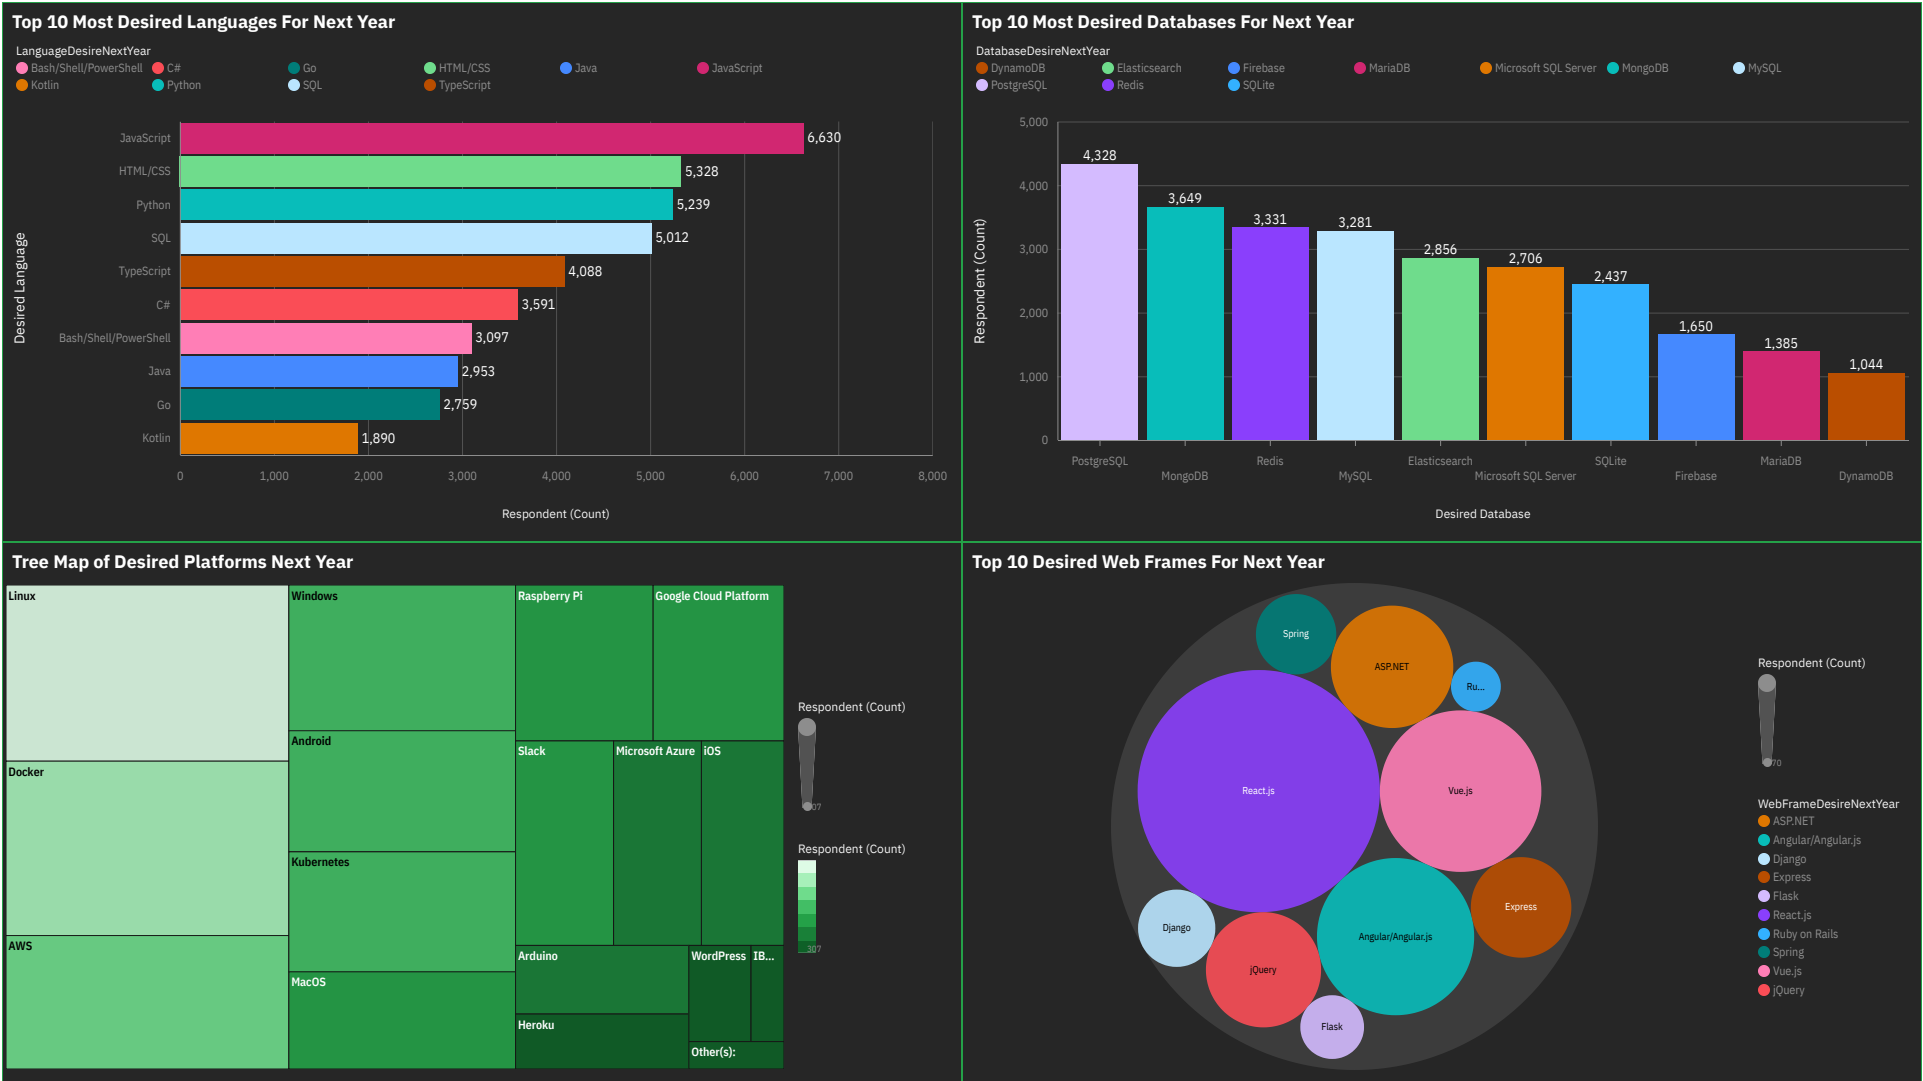 Top 10 Most Desired Languages For Next Year
LanguageDesireNextYear
Bash/Shell/PowerShell C# Go HTML/CSS Java JavaScript
Kotlin Python SQL TypeScript
Desired Language
JavaScript 6,630
HTML/CSS 5,328
Python 5,239
SQL 5,012
TypeScript 4,088
C# 3,591
Bash/Shell/PowerShell 3,097
Java 2,953
Go 2,759
Kotlin 1,890
0 1,000 2,000 3,000 4,000 5,000 6,000 7,000 8,000
Respondent (Count)
Top 10 Most Desired Databases For Next Year
DatabaseDesireNextYear
DynamoDB Elasticsearch Firebase MariaDB Microsoft SQL Server MongoDB MySQL
PostgreSQL Redis SQLite
Respondent (Count)
5,000
4,000
3,000
2,000
1,000
0
4,328 3,649 3,331 3,281 2,856 2,706 2,437 1,650 1,385 1,044
PostgreSQL Redis Elasticsearch SQLite MariaDB
MongoDB MySQL Microsoft SQL Server Firebase DynamoDB
Desired Database
Tree Map of Desired Platforms Next Year
Linux
Docker
AWS
Windows
Android
Kubernetes
MacOS
Raspberry Pi
Google Cloud Platform
Slack
Microsoft Azure
iOS
Arduino
Heroku
WordPress
IB...
Other(s):
Respondent (Count)
Respondent (Count)
307
Top 10 Desired Web Frames For Next Year
Spring
ASP.NET
Ru...
React.js
Vue.js
Django
jQuery
Angular/Angular.js
Express
Flask
Respondent (Count)
WebFrameDesireNextYear
ASP.NET
Angular/Angular.js
Django
Express
Flask
React.js
Ruby on Rails
Spring
Vue.js
jQuery